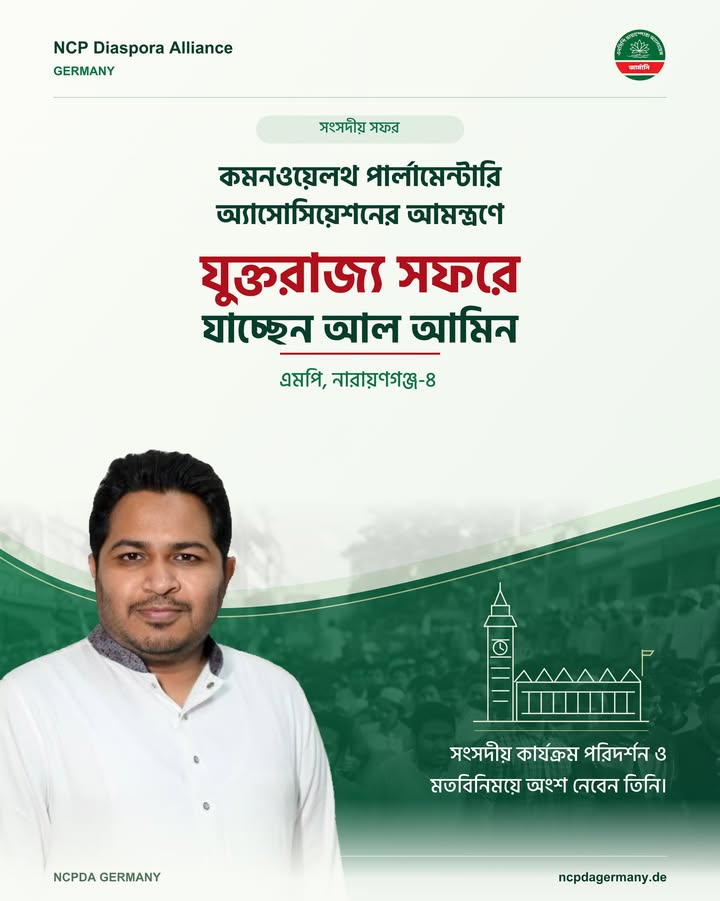 NCP Diaspora Alliance
GERMANY
জার্মানি
সংসদীয় সফর
কমনওয়েলথ পার্লামেন্টারি
অ্যাসোসিয়েশনের আমন্ত্রণে
যুক্তরাজ্য সফরে
যাচ্ছেন আল আমিন
এমপি, নারায়ণগঞ্জ-৪
সংসদীয় কার্যক্রম পরিদর্শন ও
মতবিনিময়ে অংশ নেবেন তিনি।
NCPDA GERMANY
ncpdagermany.de